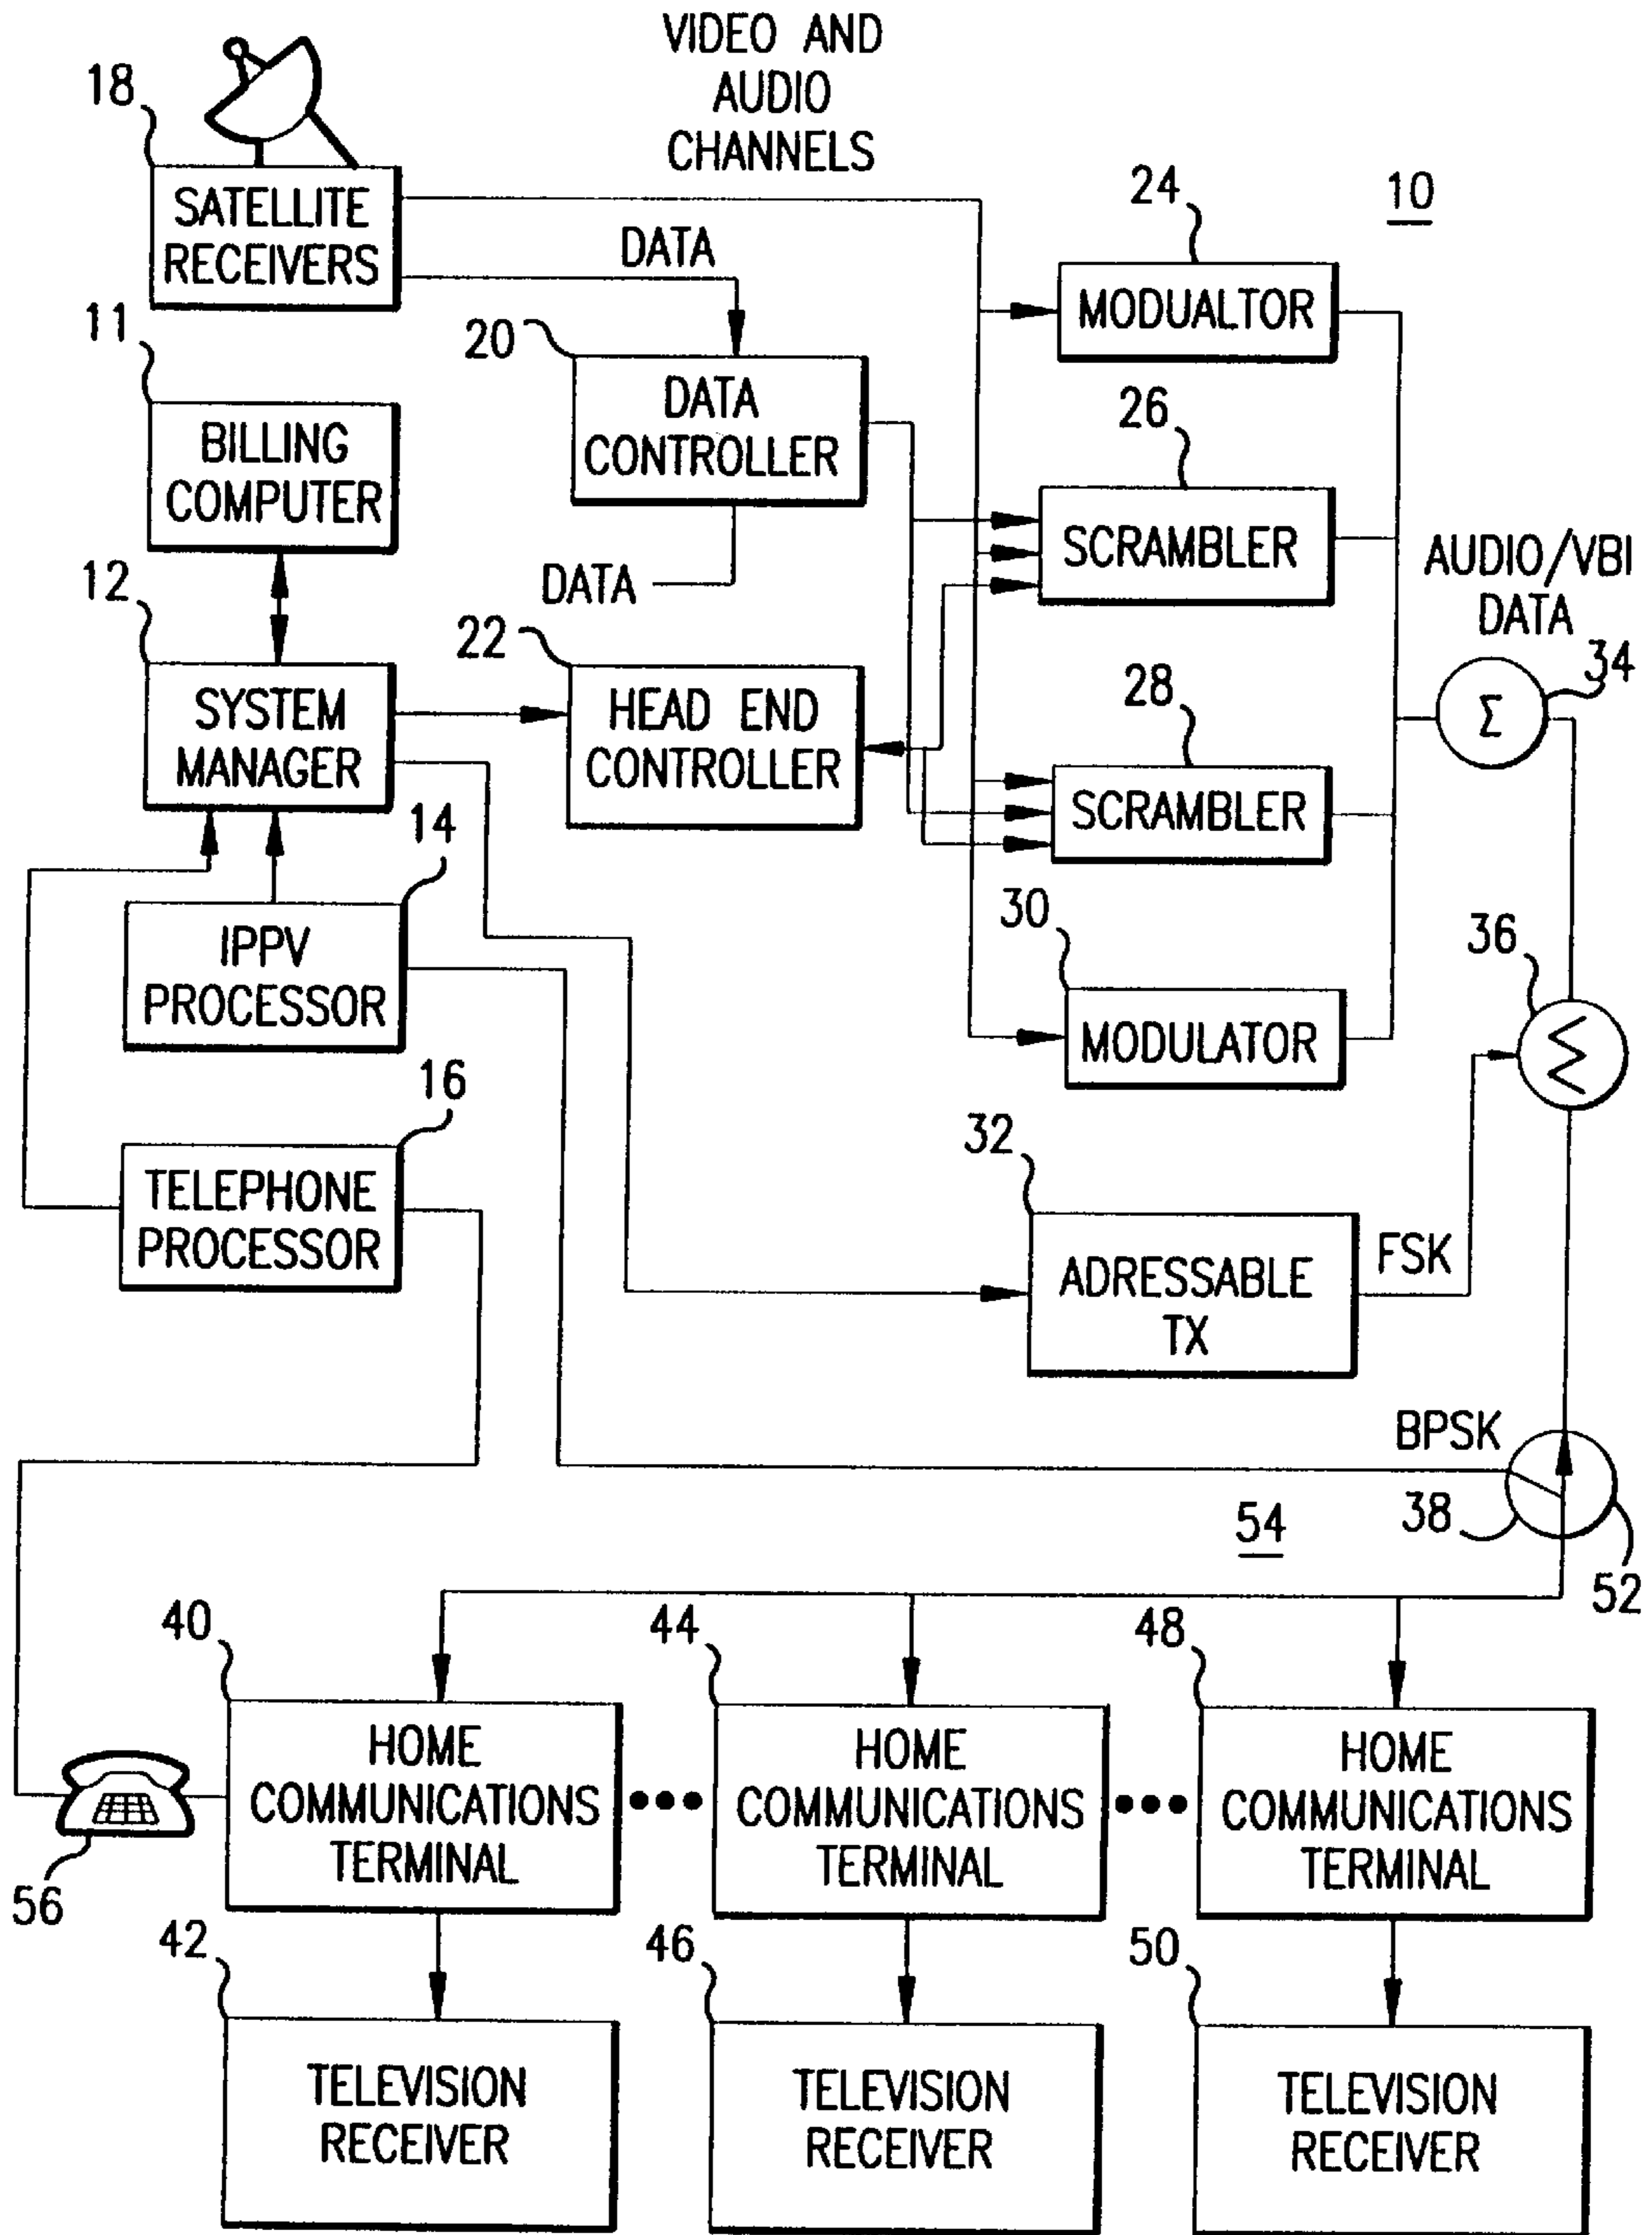 VIDEO AND
AUDIO
CHANNELS
18
SATELLITE
RECEIVERS
DATA
24
10
MODUALTOR
11
BILLING
COMPUTER
20
DATA
CONTROLLER
DATA
26
SCRAMBLER
AUDIO/VBI
DATA
34
Σ
12
SYSTEM
MANAGER
22
HEAD END
CONTROLLER
28
SCRAMBLER
14
IPPV
PROCESSOR
30
MODULATOR
36
Σ
16
TELEPHONE
PROCESSOR
32
ADRESSABLE
TX
FSK
BPSK
38
52
54
40
HOME
COMMUNICATIONS
TERMINAL
44
HOME
COMMUNICATIONS
TERMINAL
48
HOME
COMMUNICATIONS
TERMINAL
56
42
TELEVISION
RECEIVER
46
TELEVISION
RECEIVER
50
TELEVISION
RECEIVER